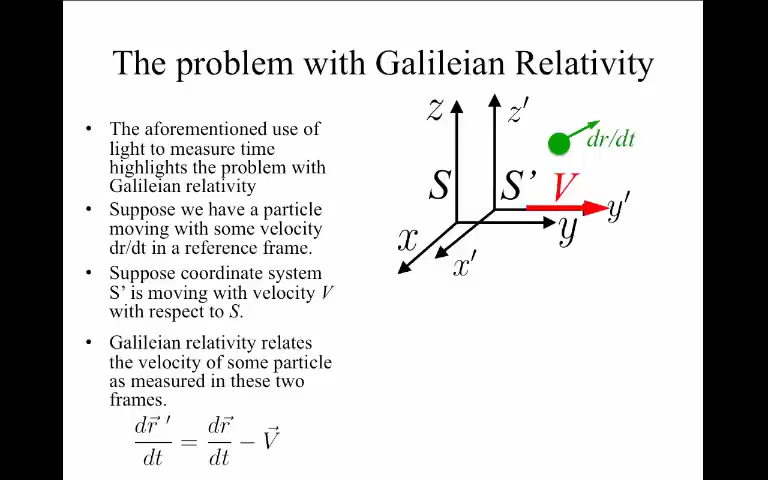 The problem with Galileian Relativity
• The aforementioned use of
light to measure time
highlights the problem with
Galileian relativity
• Suppose we have a particle
moving with some velocity
dr/dt in a reference frame.
• Suppose coordinate system
S’ is moving with velocity V
with respect to S.
• Galileian relativity relates
the velocity of some particle
as measured in these two
frames.
d\vec{r} ′/dt = d\vec{r}/dt − \vec{V}
z
z′
dr/dt
S
S’
V
y′
y
x
x′